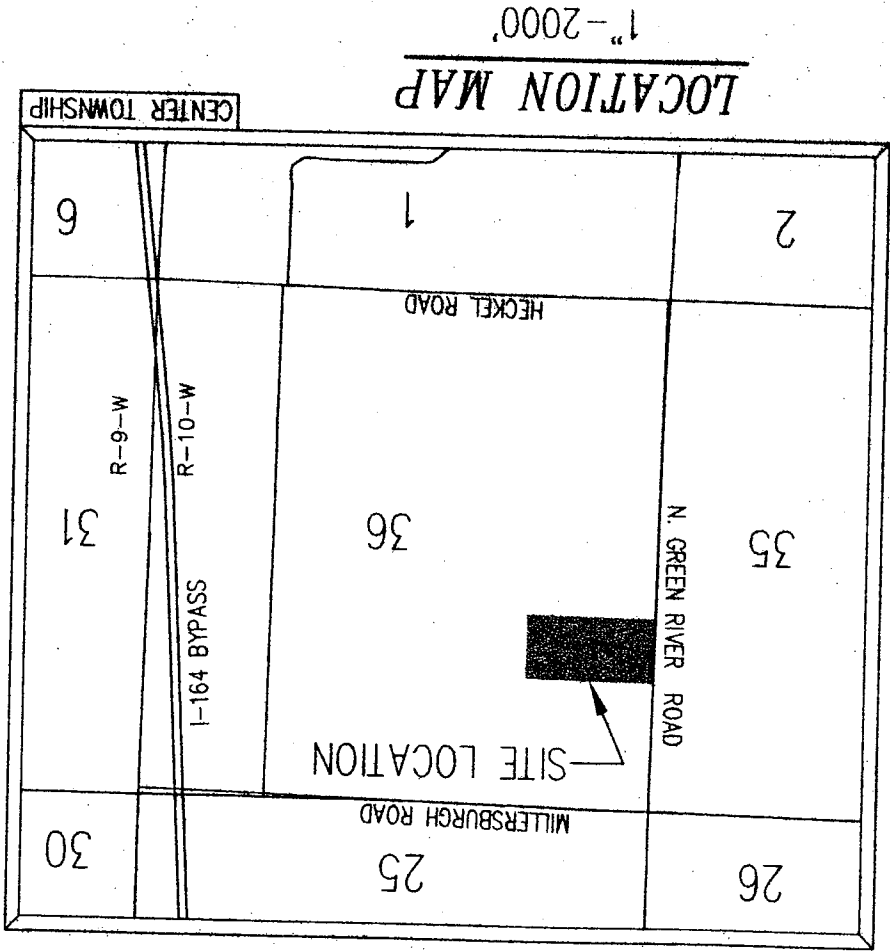 26
25
30
MILLERSBURGH ROAD
SITE LOCATION
I-164 BYPASS
N. GREEN RIVER ROAD
35
36
31
R-10-W
R-9-W
HECKEL ROAD
2
1
6
CENTER TOWNSHIP
LOCATION MAP
1"-2000'